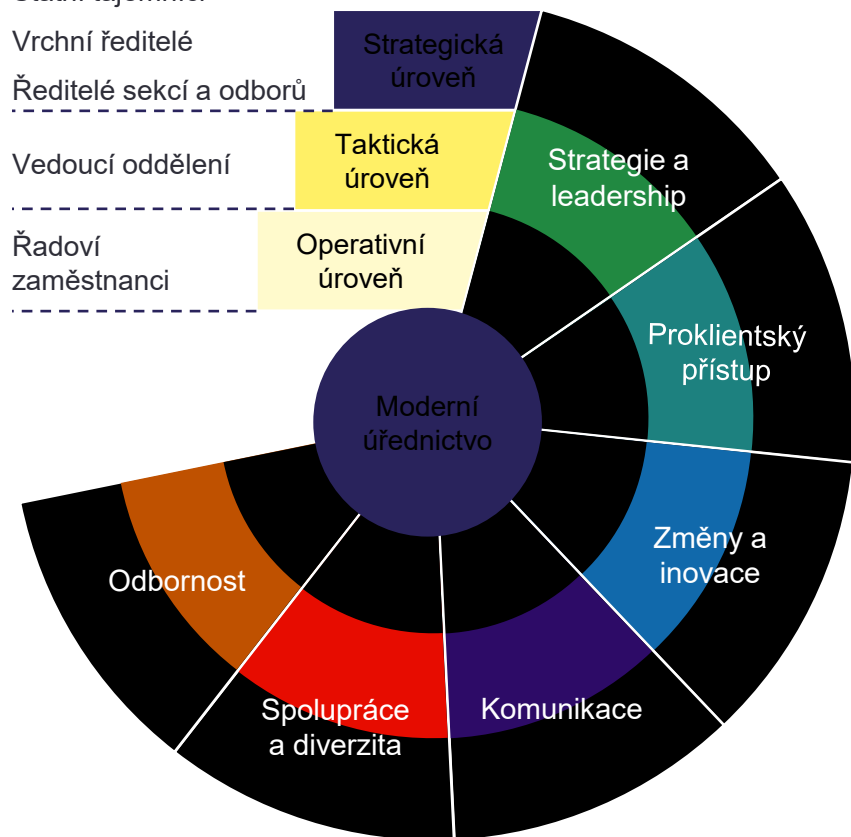 Vrchní ředitelé
Ředitelé sekcí a odborů
Vedoucí oddělení
Řadoví
zaměstnanci
Strategická
úroveň
Taktická
úroveň
Operativní
úroveň
Moderní
úřednictvo
Strategie a
leadership
Proklientský
přístup
Změny a
inovace
Komunikace
Spolupráce
a diverzita
Odbornost